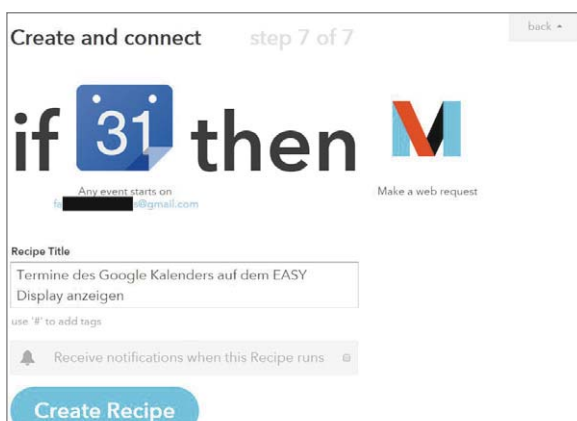 Create and connect step 7 of 7 back
if 31 then M
Any event starts on
fa s@gmail.com
Make a web request
Recipe Title
Termine des Google Kalenders auf dem EASY
Display anzeigen
use '#' to add tags
Receive notifications when this Recipe runs
Create Recipe